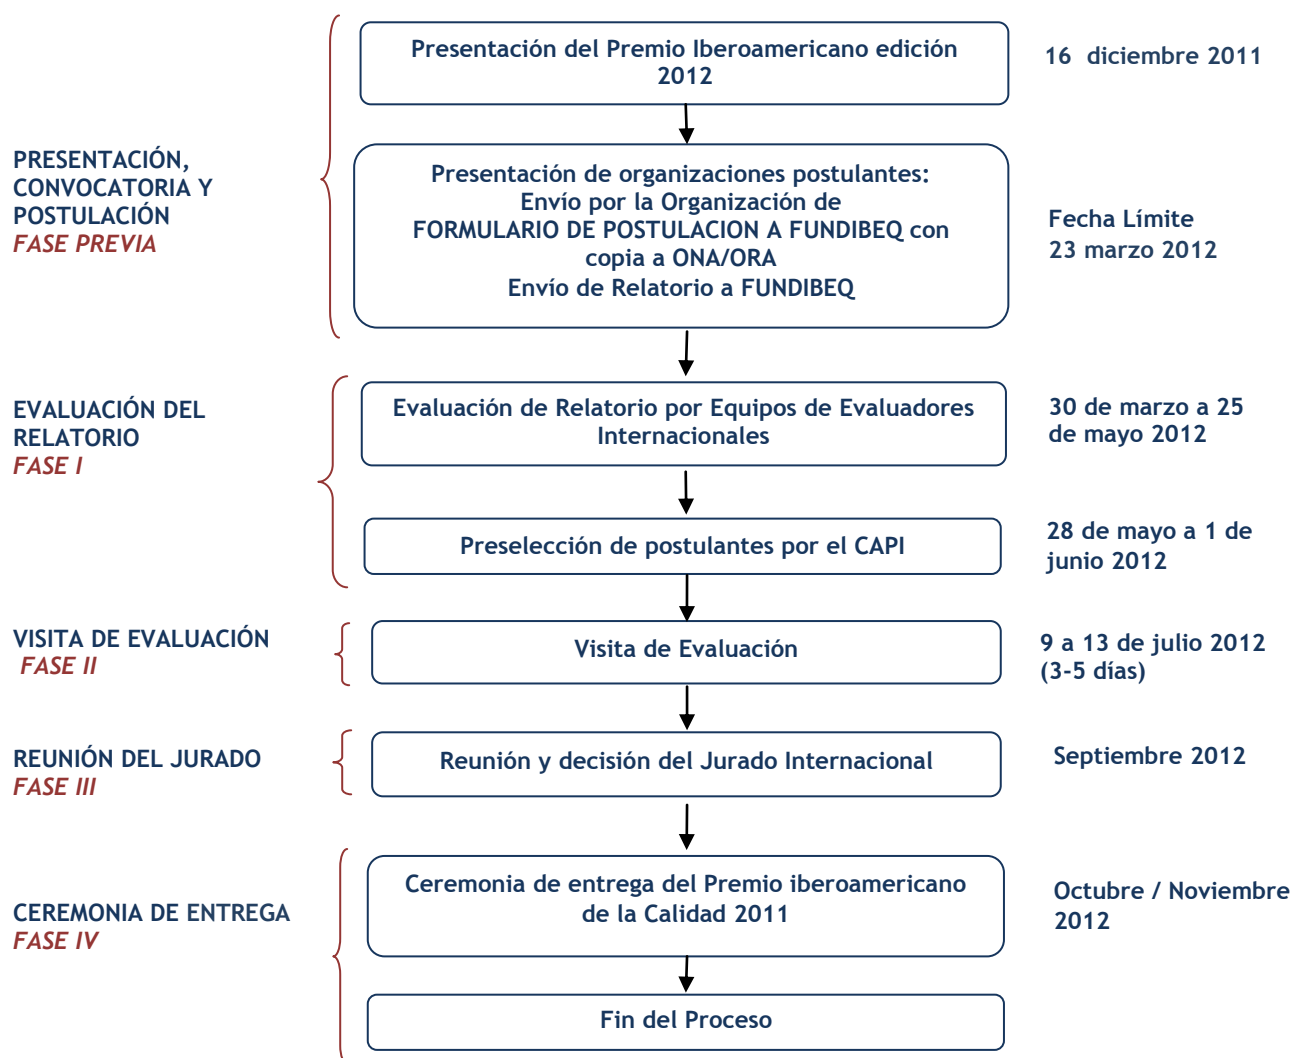 Presentación del Premio Iberoamericano edición
2012
16 diciembre 2011
PRESENTACIÓN,
CONVOCATORIA Y
POSTULACIÓN
FASE PREVIA
Presentación de organizaciones postulantes:
Envío por la Organización de
FORMULARIO DE POSTULACION A FUNDIBEQ con
copia a ONA/ORA
Envío de Relatorio a FUNDIBEQ
Fecha Límite
23 marzo 2012
EVALUACIÓN DEL
RELATORIO
FASE I
Evaluación de Relatorio por Equipos de Evaluadores
Internacionales
30 de marzo a 25
de mayo 2012
Preselección de postulantes por el CAPI
28 de mayo a 1 de
junio 2012
VISITA DE EVALUACIÓN
FASE II
Visita de Evaluación
9 a 13 de julio 2012
(3-5 días)
REUNIÓN DEL JURADO
FASE III
Reunión y decisión del Jurado Internacional
Septiembre 2012
CEREMONIA DE ENTREGA
FASE IV
Ceremonia de entrega del Premio iberoamericano
de la Calidad 2011
Octubre / Noviembre
2012
Fin del Proceso